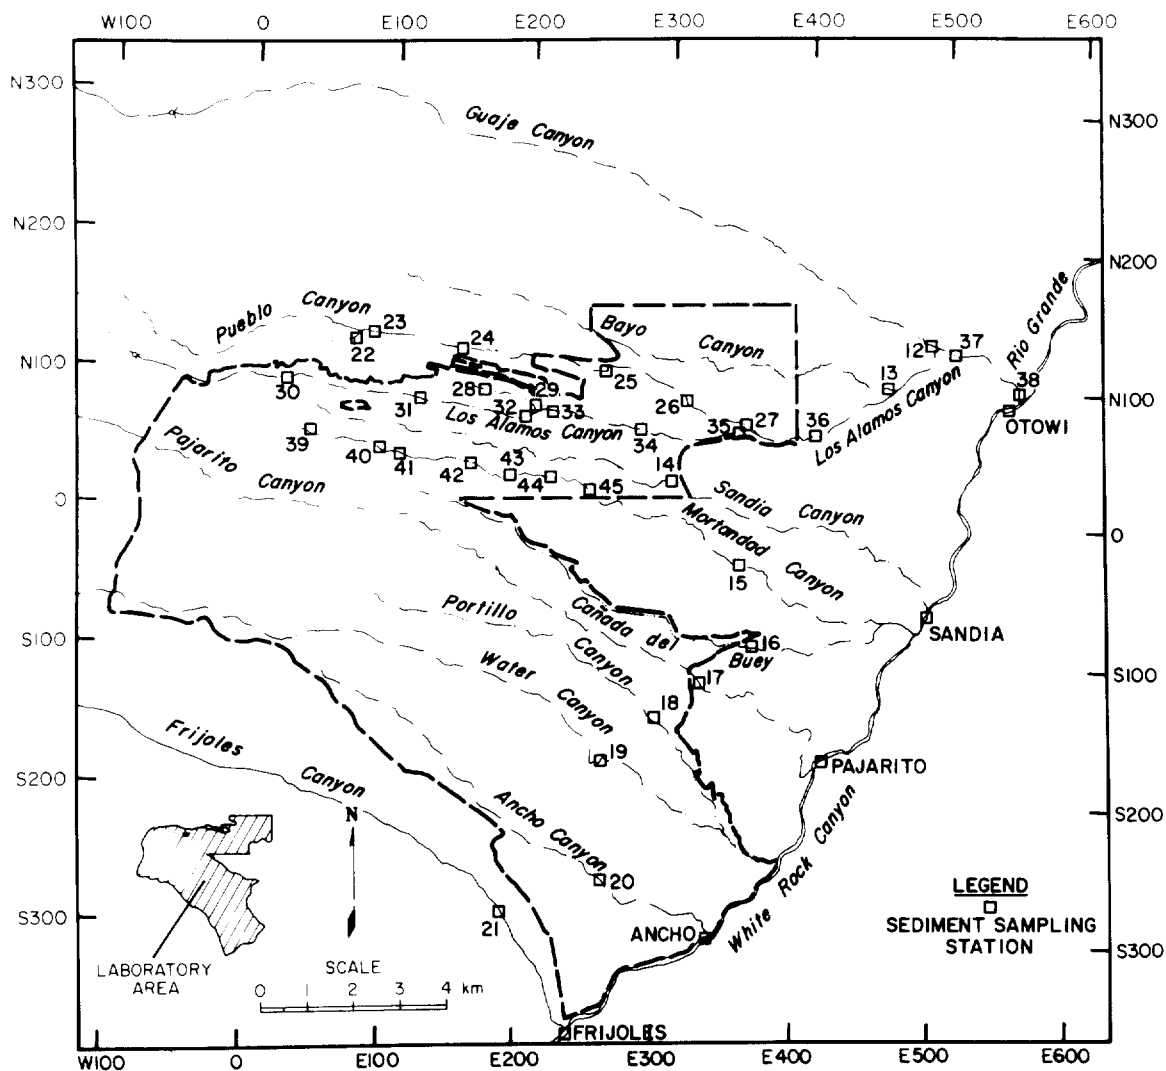 W100 0 E100 E200 E300 E400 E500 E600
N300
N300
Guaje Canyon
N200
N200
Rio Grande
Pueblo Canyon
23
22
24
Bayo Canyon
12
37
N100
30
31
28
29
25
13
38
N100
32
33
26
35
27
36
OTOWI
Los Alamos Canyon
Los Alamos Canyon
34
39
40
41
42
43
44
45
14
Pajarito Canyon
0
Sandia Canyon
0
Mortandad Canyon
15
Portillo Canyon
Cañada del Buey
16
SANDIA
S100
S100
Water Canyon
17
18
19
PAJARITO
Frijoles Canyon
S200
S200
Ancho Canyon
N
20
White Rock Canyon
LEGEND
SEDIMENT SAMPLING
STATION
S300
S300
21
ANCHO
LABORATORY
AREA
SCALE
0 1 2 3 4 km
FRIJOLES
W100 0 E100 E200 E300 E400 E500 E600